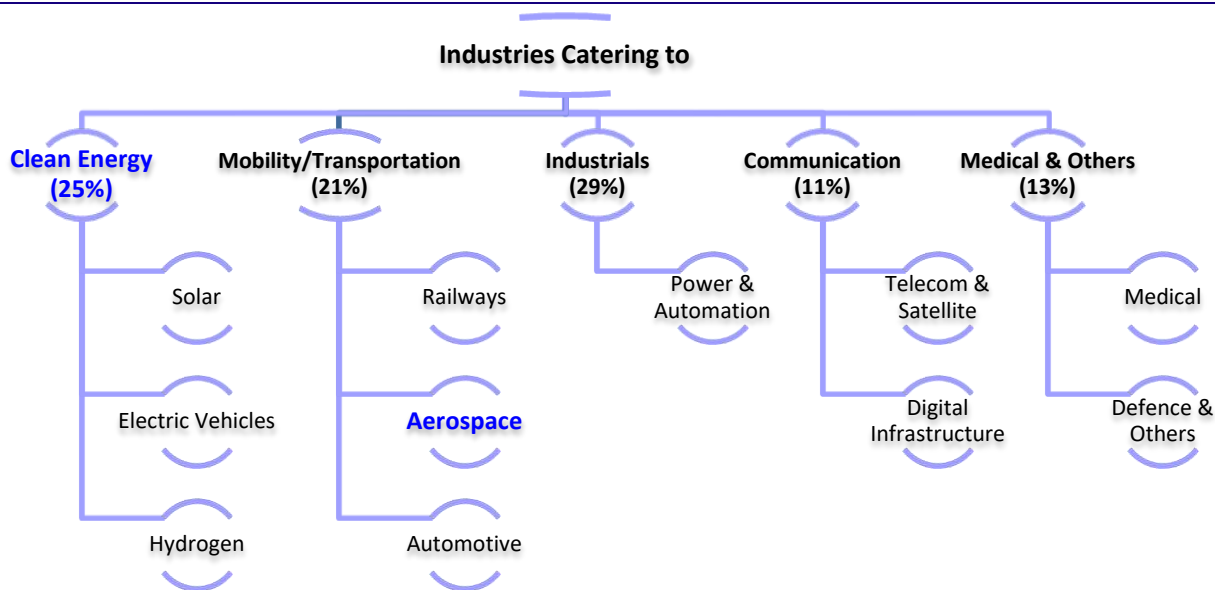 Industries Catering to
Clean Energy
(25%)
Mobility/Transportation
(21%)
Industrials
(29%)
Communication
(11%)
Medical & Others
(13%)
Solar
Electric Vehicles
Hydrogen
Railways
Aerospace
Automotive
Power &
Automation
Telecom &
Satellite
Digital
Infrastructure
Medical
Defence &
Others